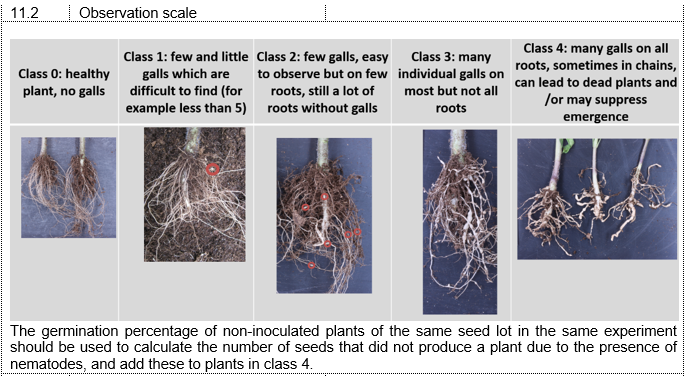 11.2 Observation scale
Class 0: healthy
plant, no galls
Class 1: few and little
galls which are
difficult to find (for
example less than 5)
Class 2: few galls, easy
to observe but on few
roots, still a lot of
roots without galls
Class 3: many
individual galls on
most but not all
roots
Class 4: many galls on all
roots, sometimes in chains,
can lead to dead plants and
/or may suppress
emergence
The germination percentage of non-inoculated plants of the same seed lot in the same experiment
should be used to calculate the number of seeds that did not produce a plant due to the presence of
nematodes, and add these to plants in class 4.